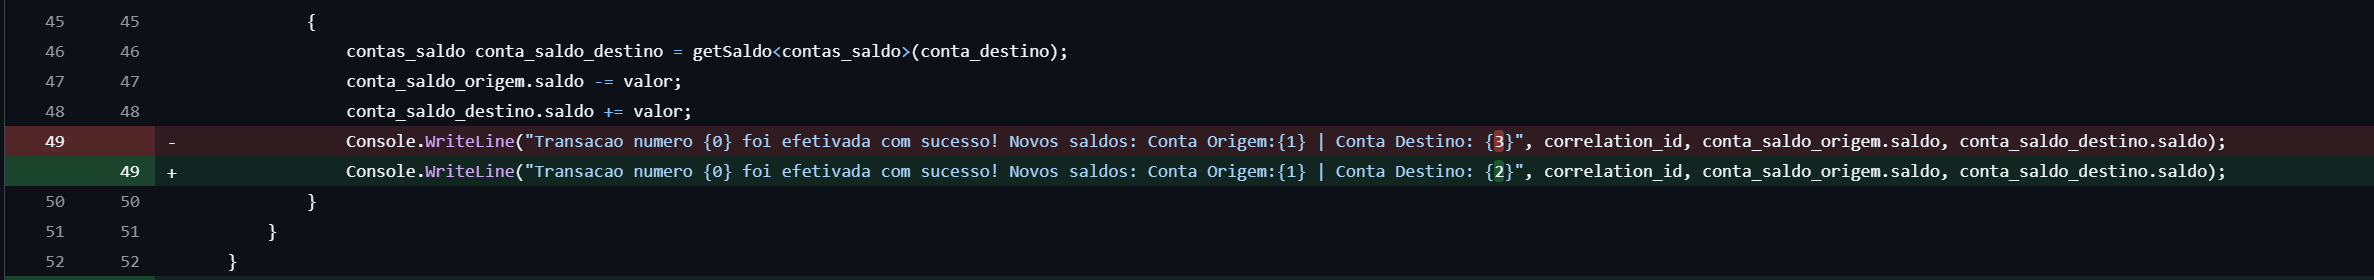 45 45 {
46 46 contas_saldo conta_saldo_destino = getSaldo<contas_saldo>(conta_destino);
47 47 conta_saldo_origem.saldo -= valor;
48 48 conta_saldo_destino.saldo += valor;
49 - Console.WriteLine("Transacao numero {0} foi efetivada com sucesso! Novos saldos: Conta Origem:{1} | Conta Destino: {3}", correlation_id, conta_saldo_origem.saldo, conta_saldo_destino.saldo);
49 + Console.WriteLine("Transacao numero {0} foi efetivada com sucesso! Novos saldos: Conta Origem:{1} | Conta Destino: {2}", correlation_id, conta_saldo_origem.saldo, conta_saldo_destino.saldo);
50 50 }
51 51 }
52 52 }